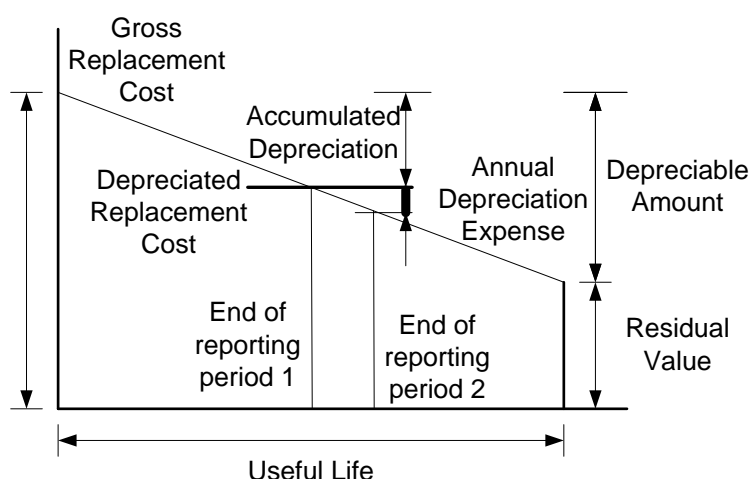 Gross
Replacement
Cost
Accumulated
Depreciation
Depreciated
Replacement
Cost
Annual
Depreciation
Expense
Depreciable
Amount
End of
reporting
period 1
End of
reporting
period 2
Residual
Value
Useful Life